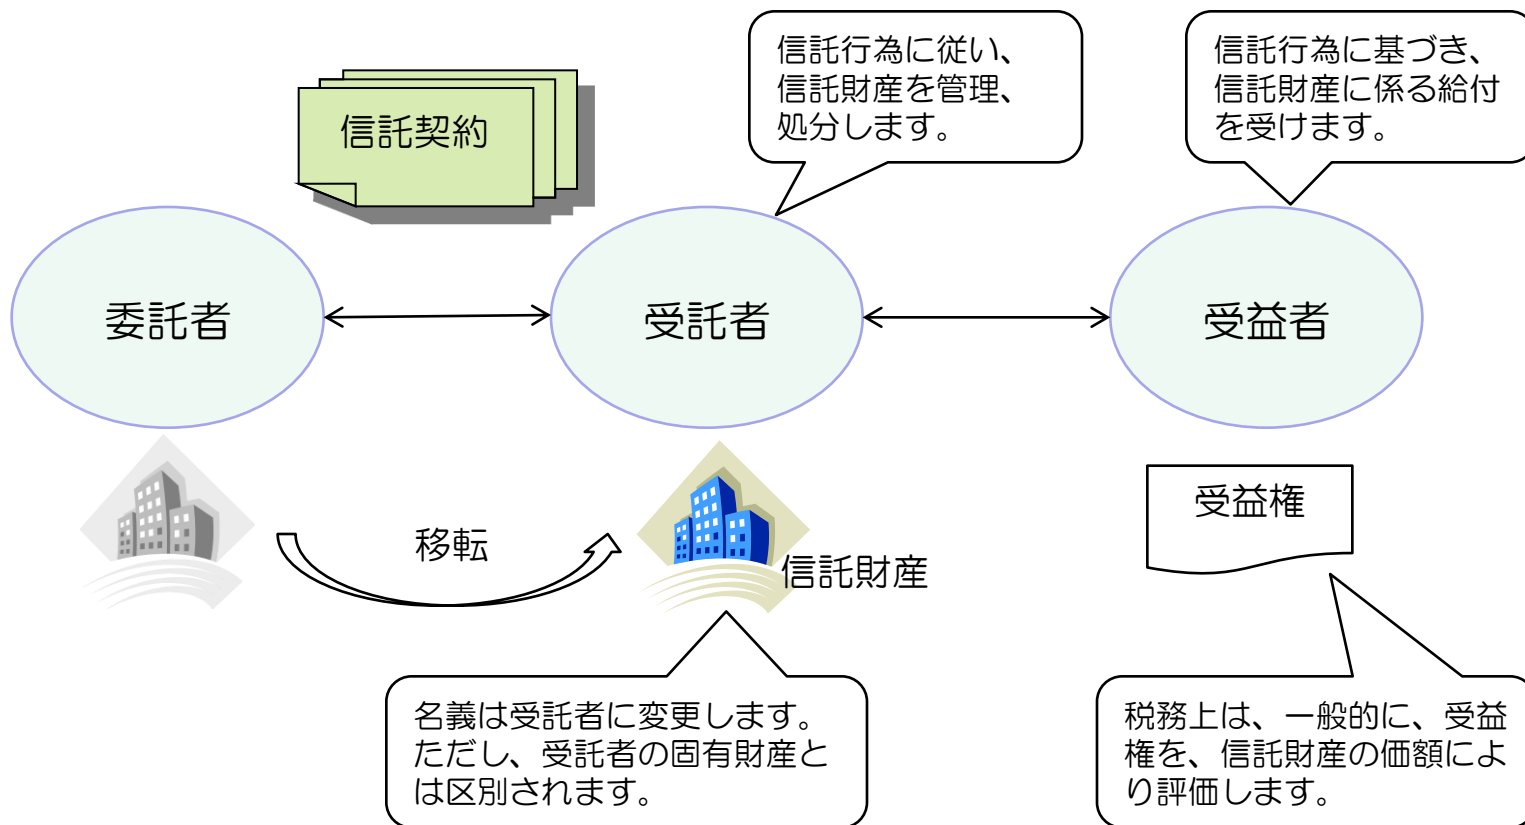 信託契約
信託行為に従い、
信託財産を管理、
処分します。
信託行為に基づき、
信託財産に係る給付
を受けます。
委託者
受託者
受益者
移転
信託財産
受益権
名義は受託者に変更します。
ただし、受託者の固有財産と
は区別されます。
税務上は、一般的に、受益
権を、信託財産の価額によ
り評価します。